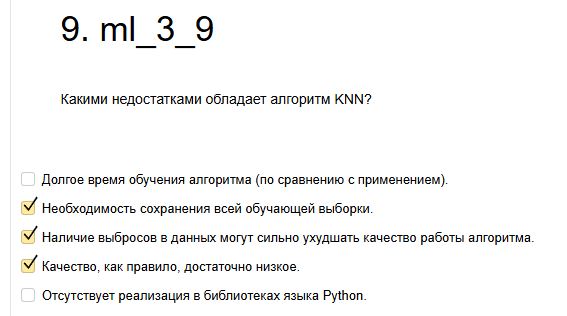 9. ml_3_9
Какими недостатками обладает алгоритм KNN?
Долгое время обучения алгоритма (по сравнению с применением).
Необходимость сохранения всей обучающей выборки.
Наличие выбросов в данных могут сильно ухудшать качество работы алгоритма.
Качество, как правило, достаточно низкое.
Отсутствует реализация в библиотеках языка Python.